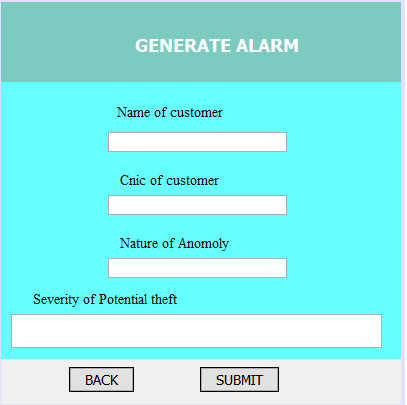 GENERATE ALARM
Name of customer
Cnic of customer
Nature of Anomoly
Severity of Potential theft
BACK SUBMIT